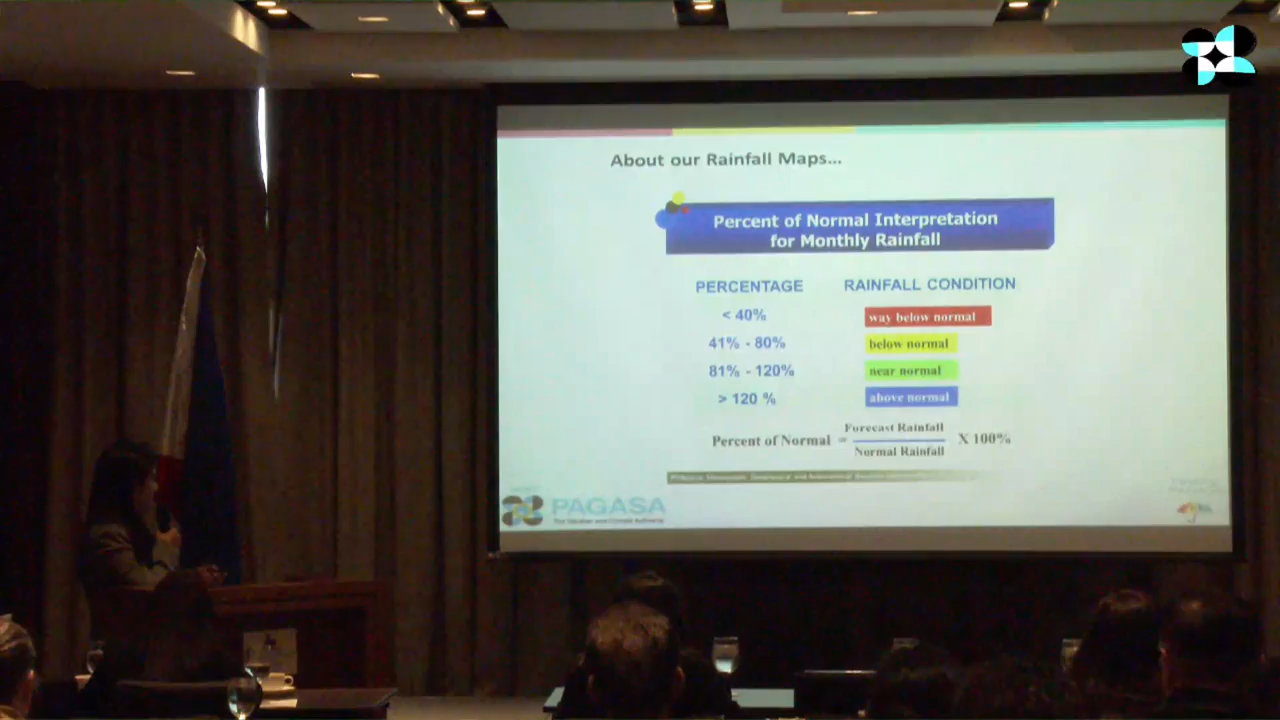 About our Rainfall Maps...
Percent of Normal Interpretation
for Monthly Rainfall
PERCENTAGE RAINFALL CONDITION
< 40% way below normal
41% - 80% below normal
81% - 120% near normal
> 120 % above normal
Forecast Rainfall
Percent of Normal = X 100%
Normal Rainfall
PAGASA